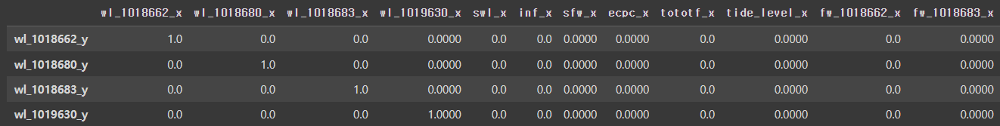 wl_1018662_x wl_1018680_x wl_1018683_x wl_1019630_x swl_x inf_x sfw_x ecpc_x tototf_x tide_level_x fw_1018662_x fw_1018683_x
wl_1018662_y 1.0 0.0 0.0 0.0000 0.0 0.0 0.0000 0.0000 0.0 0.0000 0.0 0.0000
wl_1018680_y 0.0 1.0 0.0 0.0000 0.0 0.0 0.0000 0.0000 0.0 0.0000 0.0 0.0000
wl_1018683_y 0.0 0.0 1.0 0.0000 0.0 0.0 0.0000 0.0000 0.0 0.0000 0.0 0.0000
wl_1019630_y 0.0 0.0 0.0 1.0000 0.0 0.0 0.0000 0.0000 0.0 0.0000 0.0 0.0000